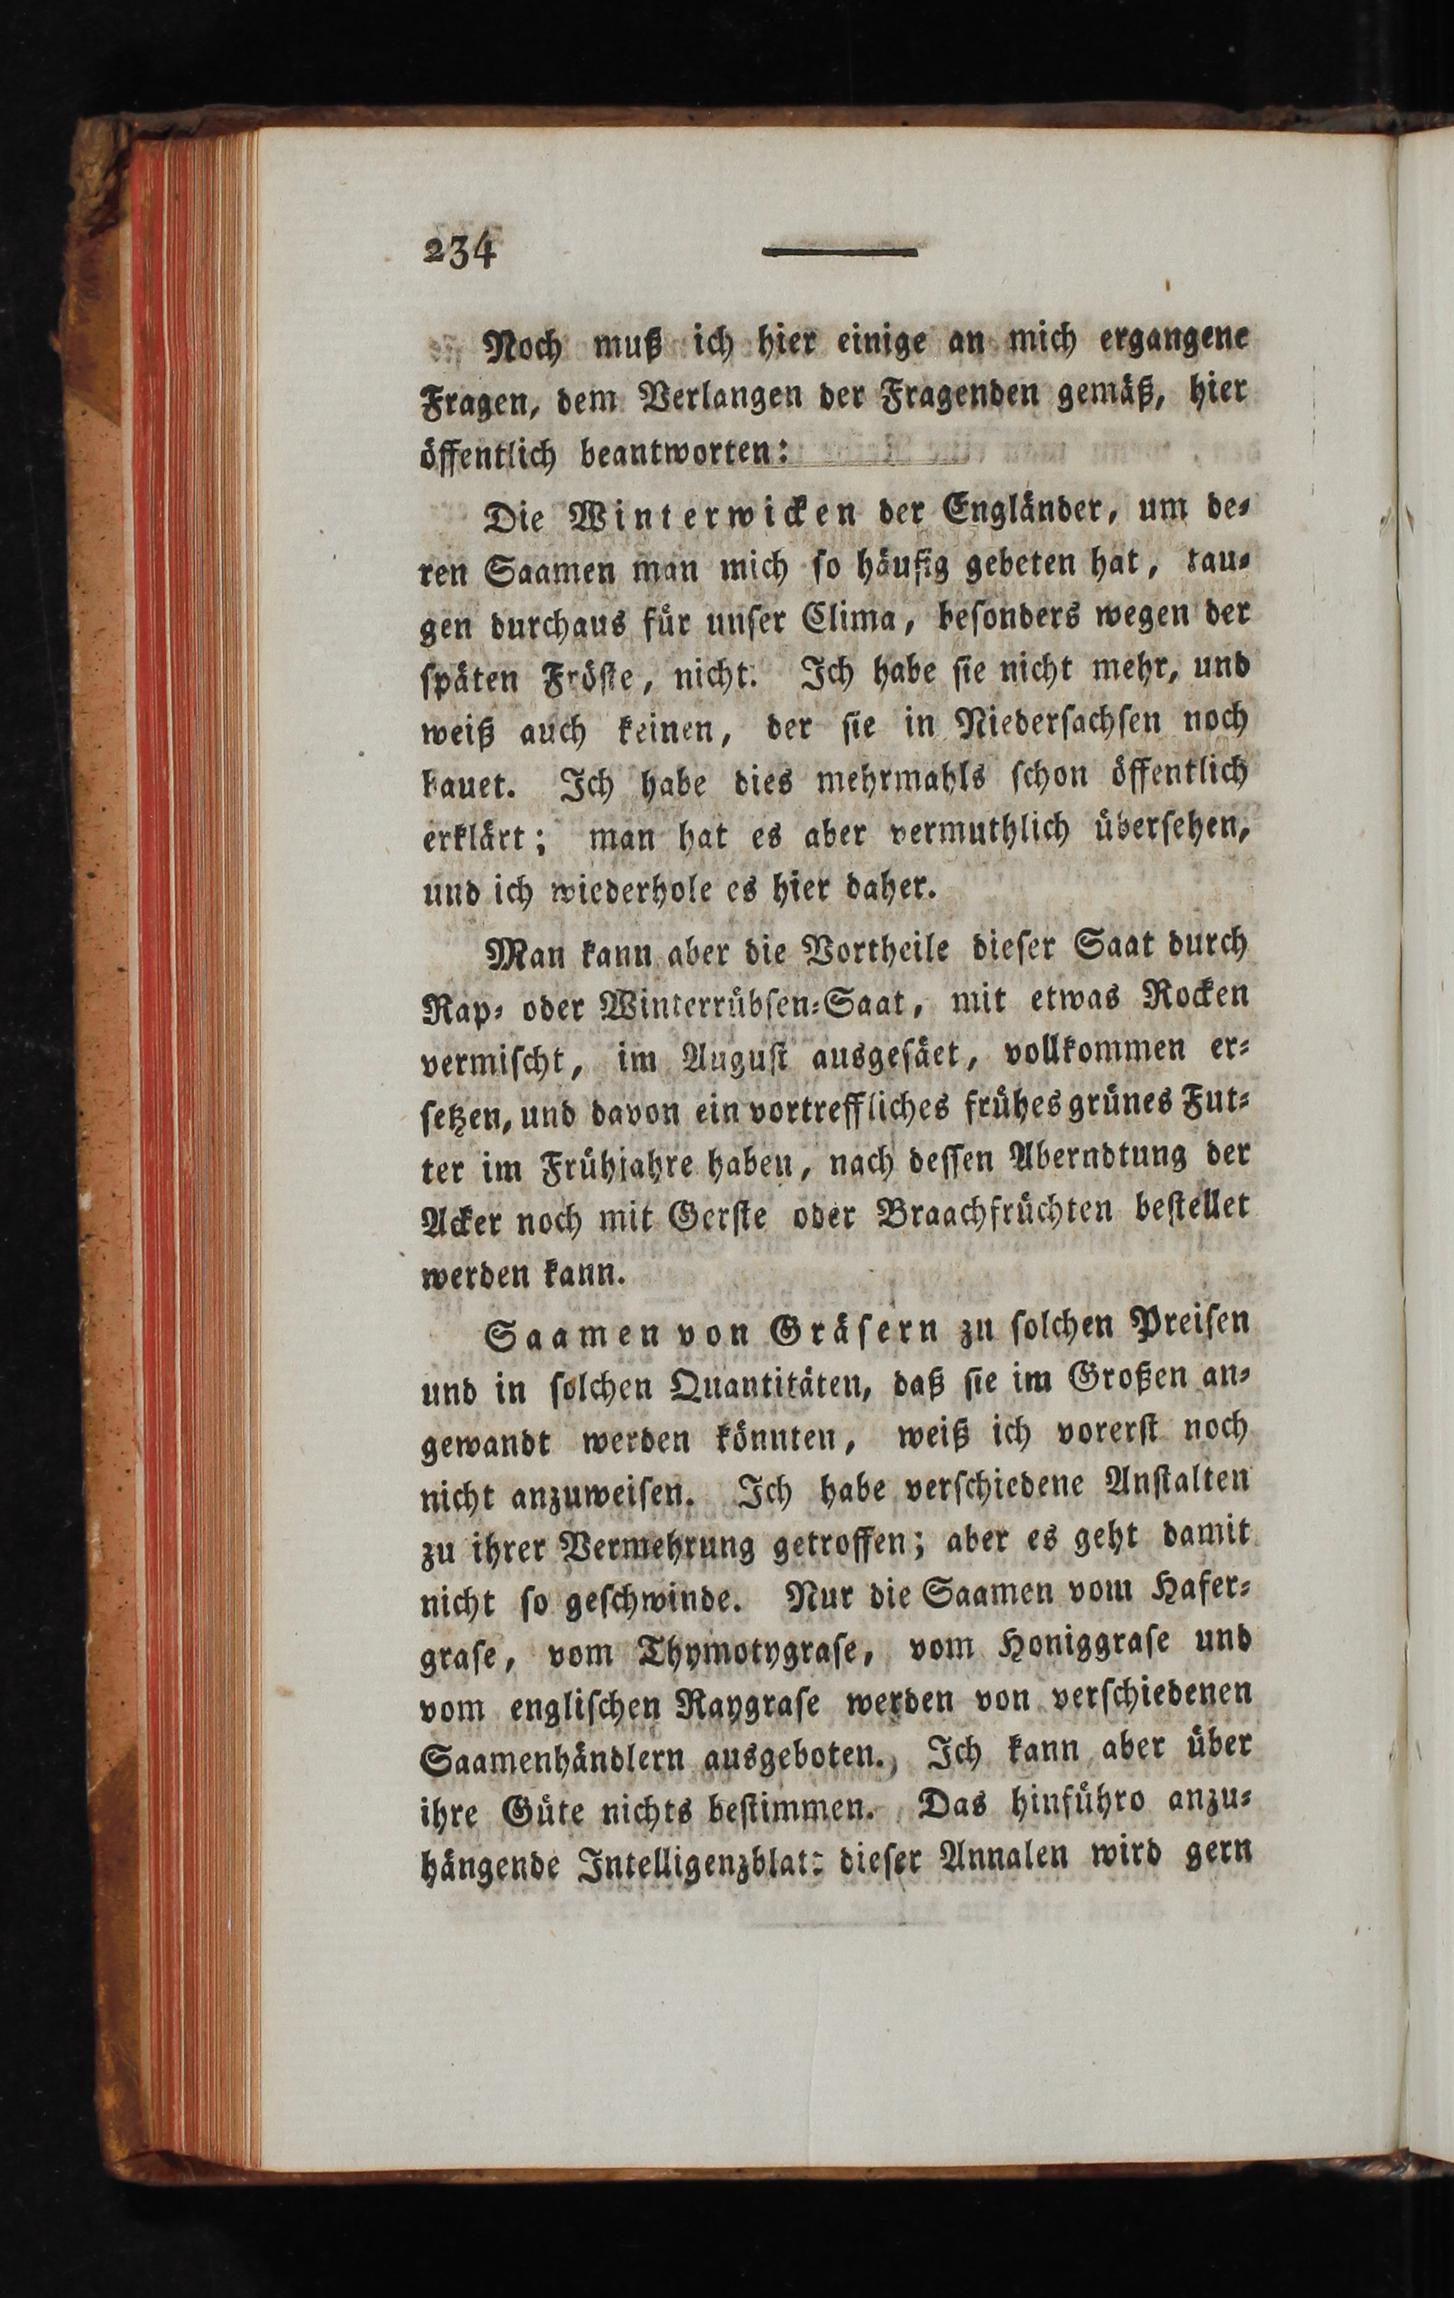 234
Noch muß ich hier einige an mich ergangene
Fragen, dem Verlangen der Fragenden gemäß, hier
öffentlich beantworten:
Die Winterwicken der Engländer, um de-
ren Saamen man mich so häufig gebeten hat, tau-
gen durchaus für unser Clima, besonders wegen der
späten Fröste, nicht. Ich habe sie nicht mehr, und
weiß auch keinen, der sie in Niedersachsen noch
bauet. Ich habe dies mehrmahls schon öffentlich
erklärt; man hat es aber vermuthlich übersehen,
und ich wiederhole es hier daher.
Man kann aber die Vortheile dieser Saat durch
Rap- oder Winterrübsen-Saat, mit etwas Rocken
vermischt, im August ausgesäet, vollkommen er-
setzen, und davon ein vortreffliches frühes grünes Fut-
ter im Frühjahre haben, nach dessen Aberndtung der
Acker noch mit Gerste oder Braachfrüchten bestellet
werden kann.
Saamen von Gräsern zu solchen Preisen
und in solchen Quantitäten, daß sie im Großen an-
gewandt werden könnten, weiß ich vorerst noch
nicht anzuweisen. Ich habe verschiedene Anstalten
zu ihrer Vermehrung getroffen; aber es geht damit
nicht so geschwinde. Nur die Saamen vom Hafer-
grase, vom Thymotygrase, vom Honiggrase und
vom englischen Raygrase werden von verschiedenen
Saamenhändlern ausgeboten. Ich kann aber über
ihre Güte nichts bestimmen. Das hinführo anzu-
hängende Intelligenzblatt dieser Annalen wird gern